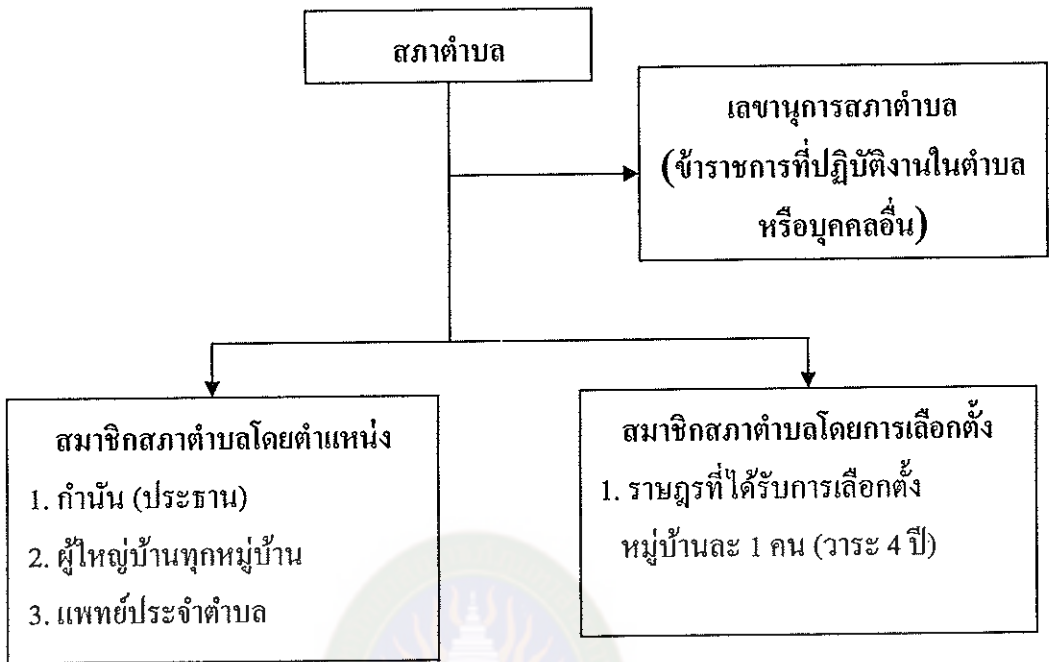 สภาตำบล
เลขานุการสภาตำบล
(ข้าราชการที่ปฏิบัติงานในตำบล
หรือบุคคลอื่น)
สมาชิกสภาตำบลโดยตำแหน่ง
1. กำนัน (ประธาน)
2. ผู้ใหญ่บ้านทุกหมู่บ้าน
3. แพทย์ประจำตำบล
สมาชิกสภาตำบลโดยการเลือกตั้ง
1. ราษฎรที่ได้รับการเลือกตั้ง
หมู่บ้านละ 1 คน (วาระ 4 ปี)